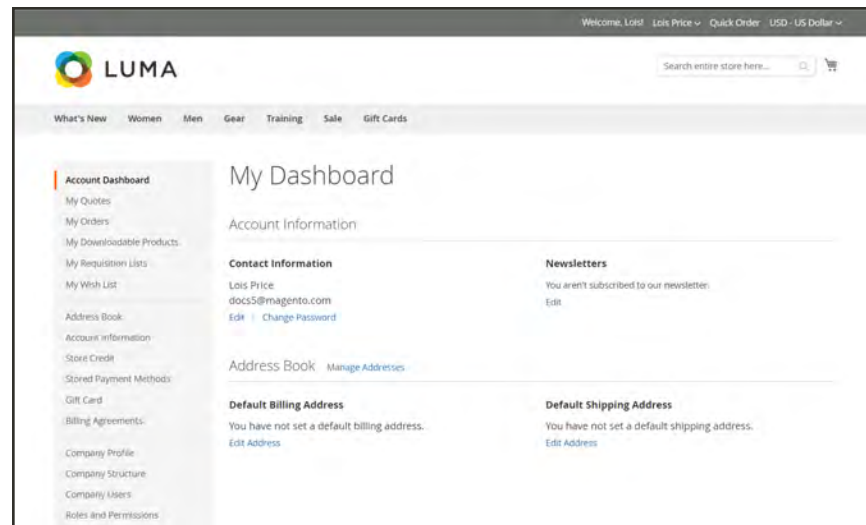 Welcome, Lois! Lois Price Quick Order USD - US Dollar
LUMA
Search entire store here...
What's New Women Men Gear Training Sale Gift Cards
Account Dashboard
My Quotes
My Orders
My Downloadable Products
My Requisition Lists
My Wish List
Address Book
Account Information
Store Credit
Stored Payment Methods
Gift Card
Billing Agreements
Company Profile
Company Structure
Company Users
Roles and Permissions
My Dashboard
Account Information
Contact Information
Lois Price
docs5@magento.com
Edit | Change Password
Newsletters
You aren't subscribed to our newsletter.
Edit
Address Book Manage Addresses
Default Billing Address
You have not set a default billing address.
Edit Address
Default Shipping Address
You have not set a default shipping address.
Edit Address